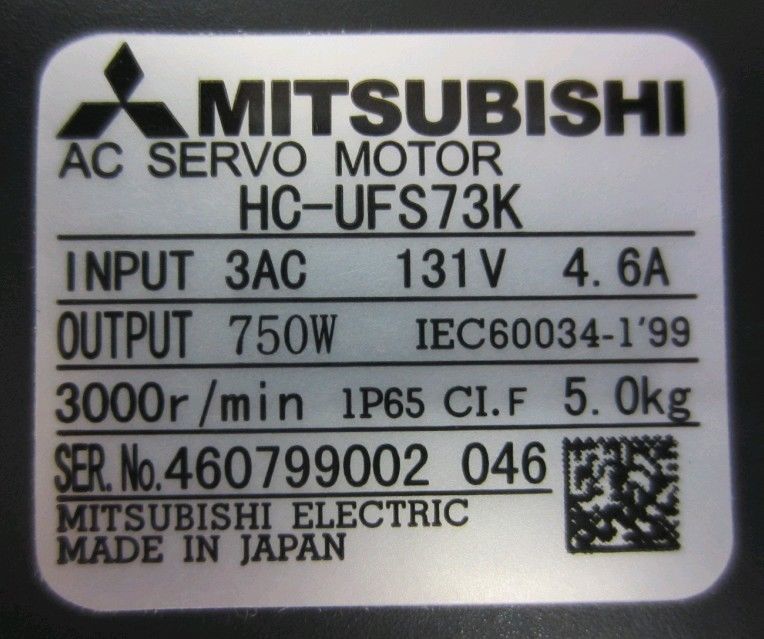 MITSUBISHI
AC SERVO MOTOR
HC-UFS73K
INPUT 3AC 131V 4.6A
OUTPUT 750W IEC60034-1'99
3000r/min IP65 CI.F 5.0kg
SER.No.460799002 046
MITSUBISHI ELECTRIC
MADE IN JAPAN